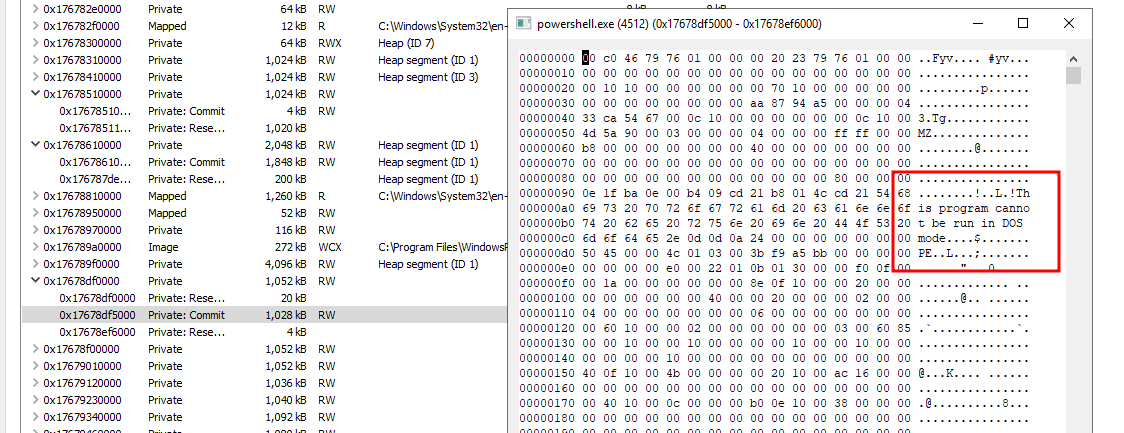 0x176782e0000 Private 64 kB RW
0x176782f0000 Mapped 12 kB R C:\Windows\System32\en-
0x17678300000 Private 64 kB RWX Heap (ID 7)
0x17678310000 Private 1,024 kB RW Heap segment (ID 1)
0x17678410000 Private 1,024 kB RW Heap segment (ID 3)
0x17678510000 Private 1,024 kB RW
0x17678510... Private: Commit 4 kB RW
0x17678511... Private: Rese... 1,020 kB
0x17678610000 Private 2,048 kB RW Heap segment (ID 1)
0x17678610... Private: Commit 1,848 kB RW Heap segment (ID 1)
0x176787de... Private: Rese... 200 kB Heap segment (ID 1)
0x17678810000 Mapped 1,260 kB R C:\Windows\System32\en-
0x17678950000 Mapped 52 kB RW
0x17678970000 Private 116 kB RW
0x176789a0000 Image 272 kB WCX C:\Program Files\WindowsP
0x176789f0000 Private 4,096 kB RW Heap segment (ID 1)
0x17678df0000 Private 1,052 kB RW
0x17678df0000 Private: Rese... 20 kB
0x17678df5000 Private: Commit 1,028 kB RW
0x17678ef6000 Private: Rese... 4 kB
0x17678f00000 Private 1,052 kB RW
0x17679010000 Private 1,052 kB RW
0x17679120000 Private 1,036 kB RW
0x17679230000 Private 1,040 kB RW
0x17679340000 Private 1,092 kB RW
powershell.exe (4512) (0x17678df5000 - 0x17678ef6000)
00000000 00 c0 46 79 76 01 00 00 00 20 23 79 76 01 00 00 ..Fyv.... #yv...
00000010 00 00 00 00 00 00 00 00 00 00 00 00 00 00 00 00 ................
00000020 00 10 10 00 00 00 00 00 00 70 10 00 00 00 00 00 .........p......
00000030 00 00 00 00 00 00 00 00 00 aa 87 94 a5 00 00 00 04 ................
00000040 33 ca 54 67 00 0c 10 00 00 00 00 00 00 0c 10 00 3.Tg............
00000050 4d 5a 90 00 03 00 00 00 04 00 00 00 ff ff 00 00 MZ..............
00000060 b8 00 00 00 00 00 00 00 40 00 00 00 00 00 00 00 ........@.......
00000070 00 00 00 00 00 00 00 00 00 00 00 00 00 00 00 00 ................
00000080 00 00 00 00 00 00 00 00 00 00 00 00 80 00 00 00 ................
00000090 0e 1f ba 0e 00 b4 09 cd 21 b8 01 4c cd 21 54 68 ........!..L.!Th
000000a0 69 73 20 70 72 6f 67 72 61 6d 20 63 61 6e 6e 6f is program canno
000000b0 74 20 62 65 20 72 75 6e 20 69 6e 20 44 4f 53 20 t be run in DOS
000000c0 6d 6f 64 65 2e 0d 0d 0a 24 00 00 00 00 00 00 00 mode....$.......
000000d0 50 45 00 00 4c 01 03 00 3b f9 a5 bb 00 00 00 00 PE..L...;.......
000000e0 00 00 00 00 e0 00 22 01 0b 01 30 00 00 f0 0f 00 ......"...0.....
000000f0 00 1a 00 00 00 00 00 00 8e 0f 10 00 00 20 00 00 ............. ..
00000100 00 00 00 00 00 00 40 00 00 20 00 00 00 02 00 00 ......@.. ......
00000110 04 00 00 00 00 00 00 00 06 00 00 00 00 00 00 00 ................
00000120 00 60 10 00 00 02 00 00 00 00 00 00 03 00 60 85 .`............`.
00000130 00 00 10 00 00 10 00 00 00 00 10 00 00 10 00 00 ................
00000140 00 00 00 00 10 00 00 00 00 00 00 00 00 00 00 00 ................
00000150 40 0f 10 00 4b 00 00 00 00 20 10 00 ac 16 00 00 @...K.... ......
00000160 00 00 00 00 00 00 00 00 00 00 00 00 00 00 00 00 ................
00000170 00 40 10 00 0c 00 00 00 b0 0e 10 00 38 00 00 00 .@..........8...
00000180 00 00 00 00 00 00 00 00 00 00 00 00 00 00 00 00 ................